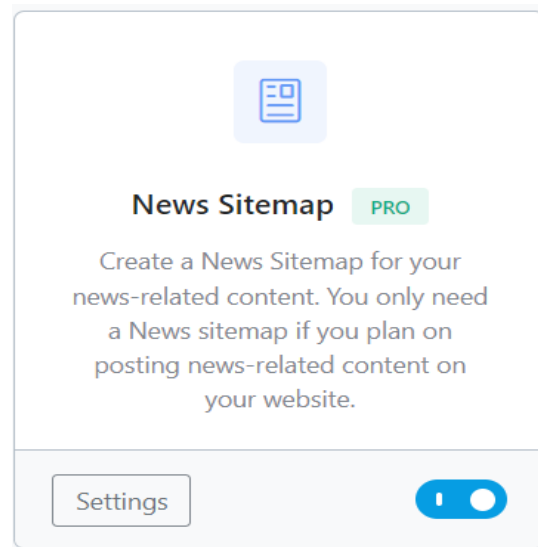 News Sitemap PRO
Create a News Sitemap for your
news-related content. You only need
a News sitemap if you plan on
posting news-related content on
your website.
Settings